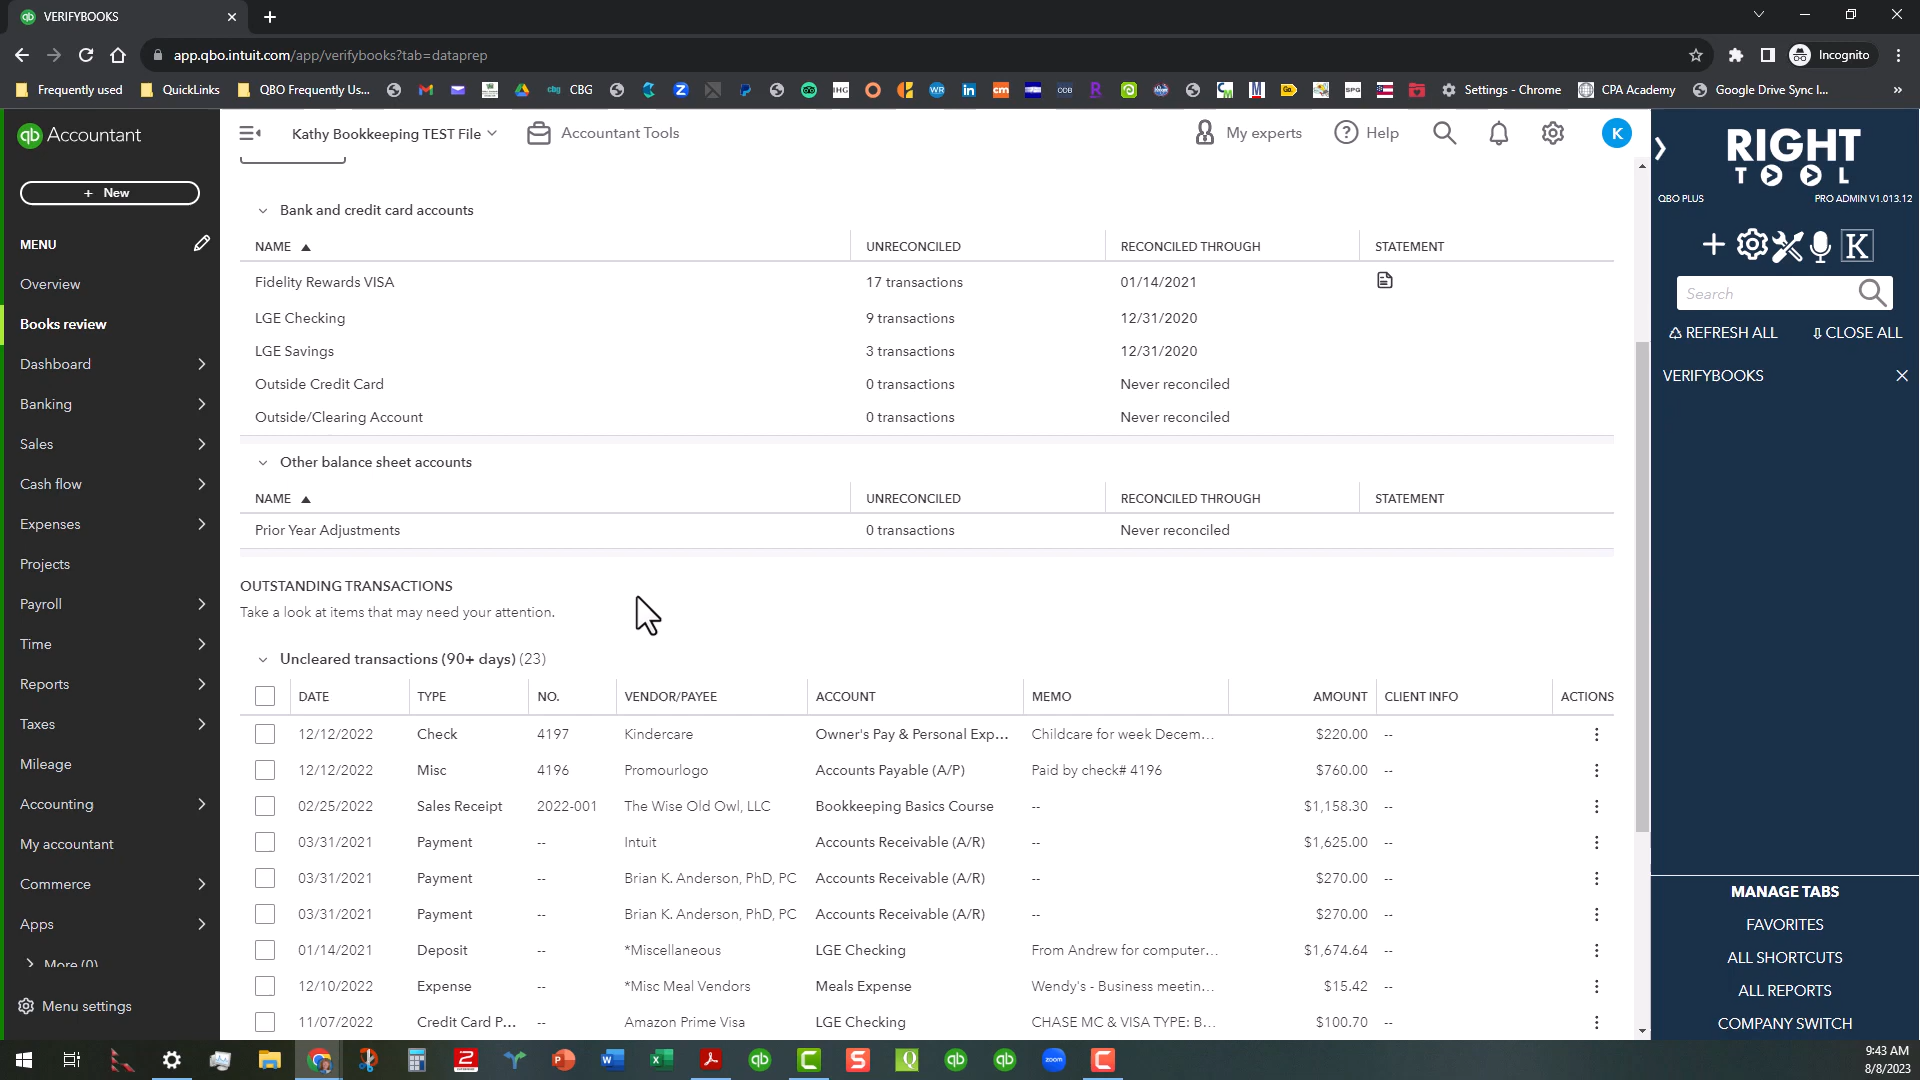 VERIFYBOOKS
app.qbo.intuit.com/app/verifybooks?tab=dataprep
Incognito
Frequently used
QuickLinks
QBO Frequently Us...
CBG
Settings - Chrome
CPA Academy
Google Drive Sync I...
qb Accountant
Kathy Bookkeeping TEST File
Accountant Tools
My experts
Help
K
+ New
MENU
Overview
Books review
Dashboard
Banking
Sales
Cash flow
Expenses
Projects
Payroll
Time
Reports
Taxes
Mileage
Accounting
My accountant
Commerce
Apps
More (0)
Menu settings
Bank and credit card accounts
NAME UNRECONCILED RECONCILED THROUGH STATEMENT
Fidelity Rewards VISA 17 transactions 01/14/2021
LGE Checking 9 transactions 12/31/2020
LGE Savings 3 transactions 12/31/2020
Outside Credit Card 0 transactions Never reconciled
Outside/Clearing Account 0 transactions Never reconciled
Other balance sheet accounts
NAME UNRECONCILED RECONCILED THROUGH STATEMENT
Prior Year Adjustments 0 transactions Never reconciled
OUTSTANDING TRANSACTIONS
Take a look at items that may need your attention.
Uncleared transactions (90+ days) (23)
DATE TYPE NO. VENDOR/PAYEE ACCOUNT MEMO AMOUNT CLIENT INFO ACTIONS
12/12/2022 Check 4197 Kindercare Owner's Pay & Personal Exp... Childcare for week Decem... $220.00 --
12/12/2022 Misc 4196 Promourlogo Accounts Payable (A/P) Paid by check# 4196 $760.00 --
02/25/2022 Sales Receipt 2022-001 The Wise Old Owl, LLC Bookkeeping Basics Course -- $1,158.30 --
03/31/2021 Payment -- Intuit Accounts Receivable (A/R) -- $1,625.00 --
03/31/2021 Payment -- Brian K. Anderson, PhD, PC Accounts Receivable (A/R) -- $270.00 --
03/31/2021 Payment -- Brian K. Anderson, PhD, PC Accounts Receivable (A/R) -- $270.00 --
01/14/2021 Deposit -- *Miscellaneous LGE Checking From Andrew for computer... $1,674.64 --
12/10/2022 Expense -- *Misc Meal Vendors Meals Expense Wendy's - Business meetin... $15.42 --
11/07/2022 Credit Card P... -- Amazon Prime Visa LGE Checking CHASE MC & VISA TYPE: B... $100.70 --
RIGHT
TOOL
QBO PLUS PRO ADMIN V1.013.12
K
Search
REFRESH ALL CLOSE ALL
VERIFYBOOKS
MANAGE TABS
FAVORITES
ALL SHORTCUTS
ALL REPORTS
COMPANY SWITCH
9:43 AM
8/8/2023